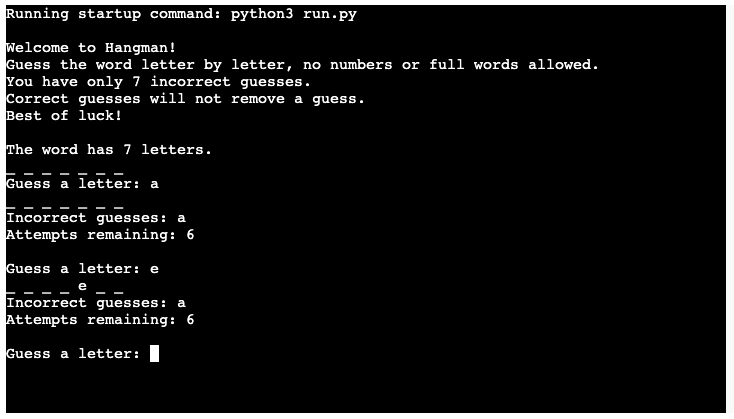 Running startup command: python3 run.py
Welcome to Hangman!
Guess the word letter by letter, no numbers or full words allowed.
You have only 7 incorrect guesses.
Correct guesses will not remove a guess.
Best of luck!
The word has 7 letters.
_ _ _ _ _ _ _
Guess a letter: a
_ _ _ _ _ _ _
Incorrect guesses: a
Attempts remaining: 6
Guess a letter: e
_ _ _ _ e _ _
Incorrect guesses: a
Attempts remaining: 6
Guess a letter: